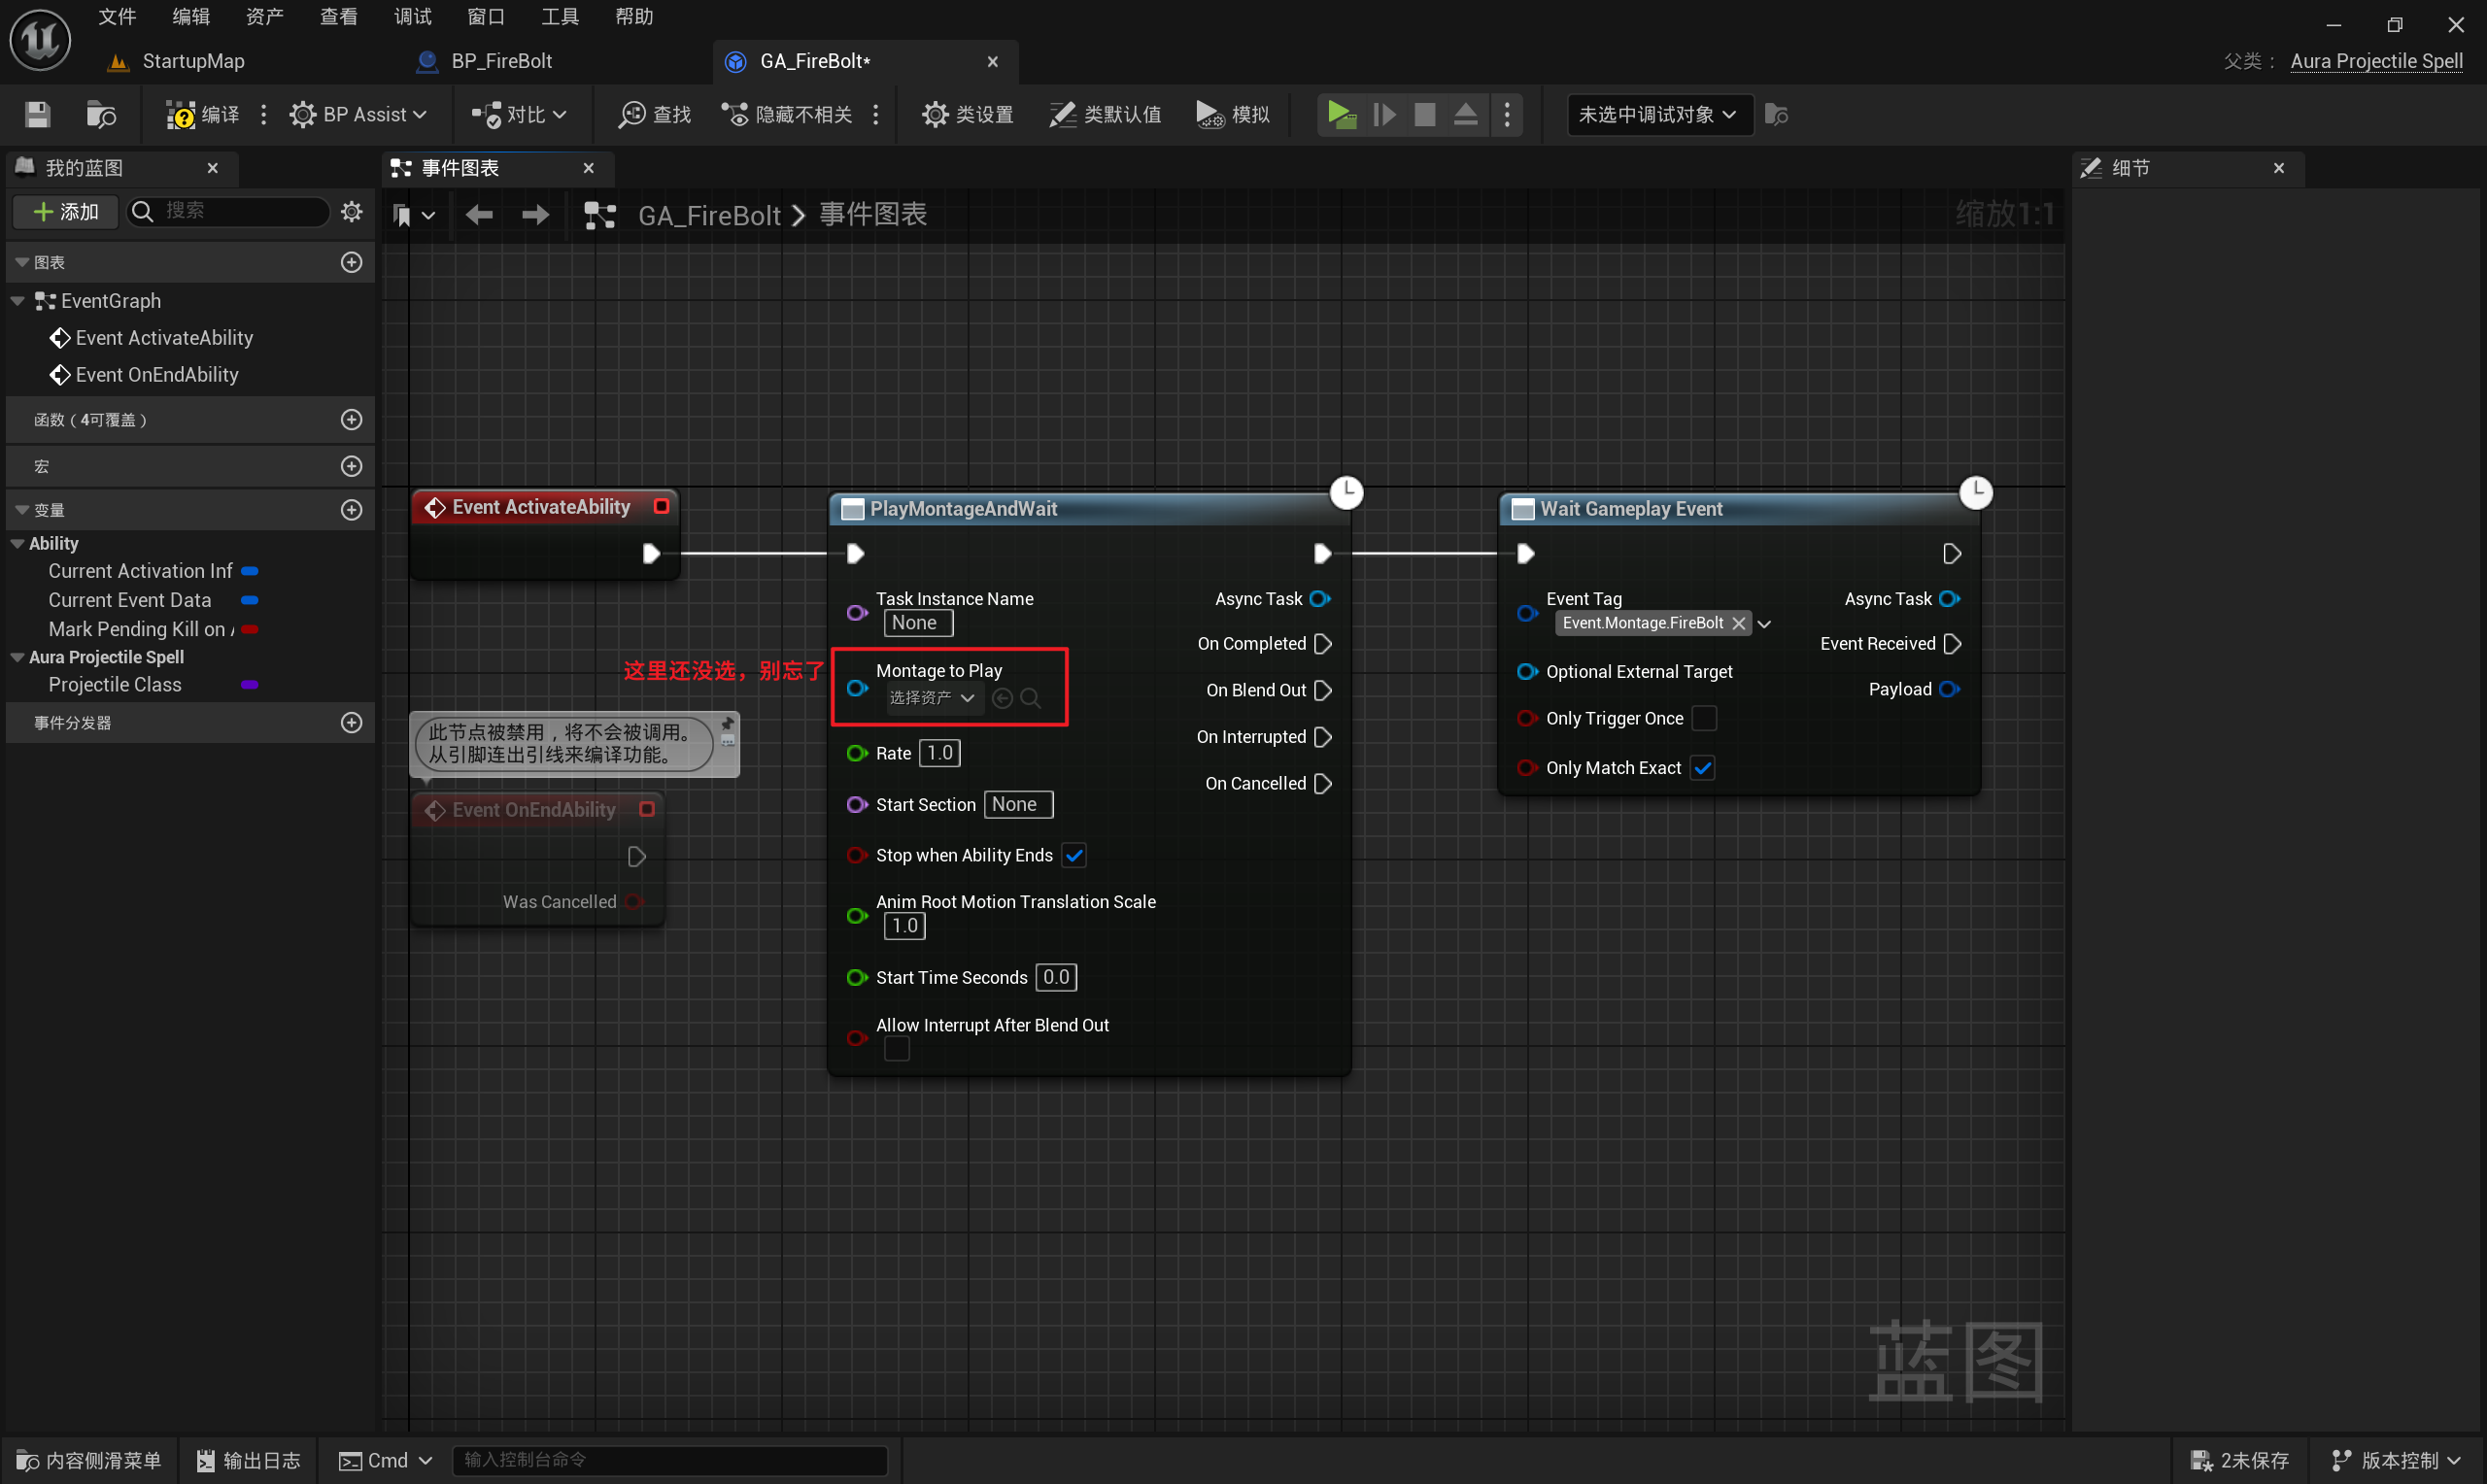 文件 编辑 资产 查看 调试 窗口 工具 帮助
StartupMap BP_FireBolt GA_FireBolt* 父类： Aura Projectile Spell
编译 BP Assist 对比 查找 隐藏不相关 类设置 类默认值 模拟 未选中调试对象
我的蓝图 事件图表 细节
添加 搜索 GA_FireBolt 事件图表 缩放1:1
图表
EventGraph
Event ActivateAbility
Event OnEndAbility
函数（4可覆盖）
宏
变量
Ability
Current Activation Inf
Current Event Data
Mark Pending Kill on
Aura Projectile Spell
Projectile Class
事件分发器
Event ActivateAbility
此节点被禁用，将不会被调用。
从引脚连出引线来编译功能。
Event OnEndAbility
Was Cancelled
这里还没选，别忘了
PlayMontageAndWait
Task Instance Name Async Task
None
On Completed
Montage to Play
选择资产 On Blend Out
On Interrupted
Rate 1.0
On Cancelled
Start Section None
Stop when Ability Ends
Anim Root Motion Translation Scale
1.0
Start Time Seconds 0.0
Allow Interrupt After Blend Out
Wait Gameplay Event
Event Tag Async Task
Event.Montage.FireBolt
Event Received
Optional External Target
Payload
Only Trigger Once
Only Match Exact
蓝图
内容侧滑菜单 输出日志 Cmd 输入控制台命令 2未保存 版本控制